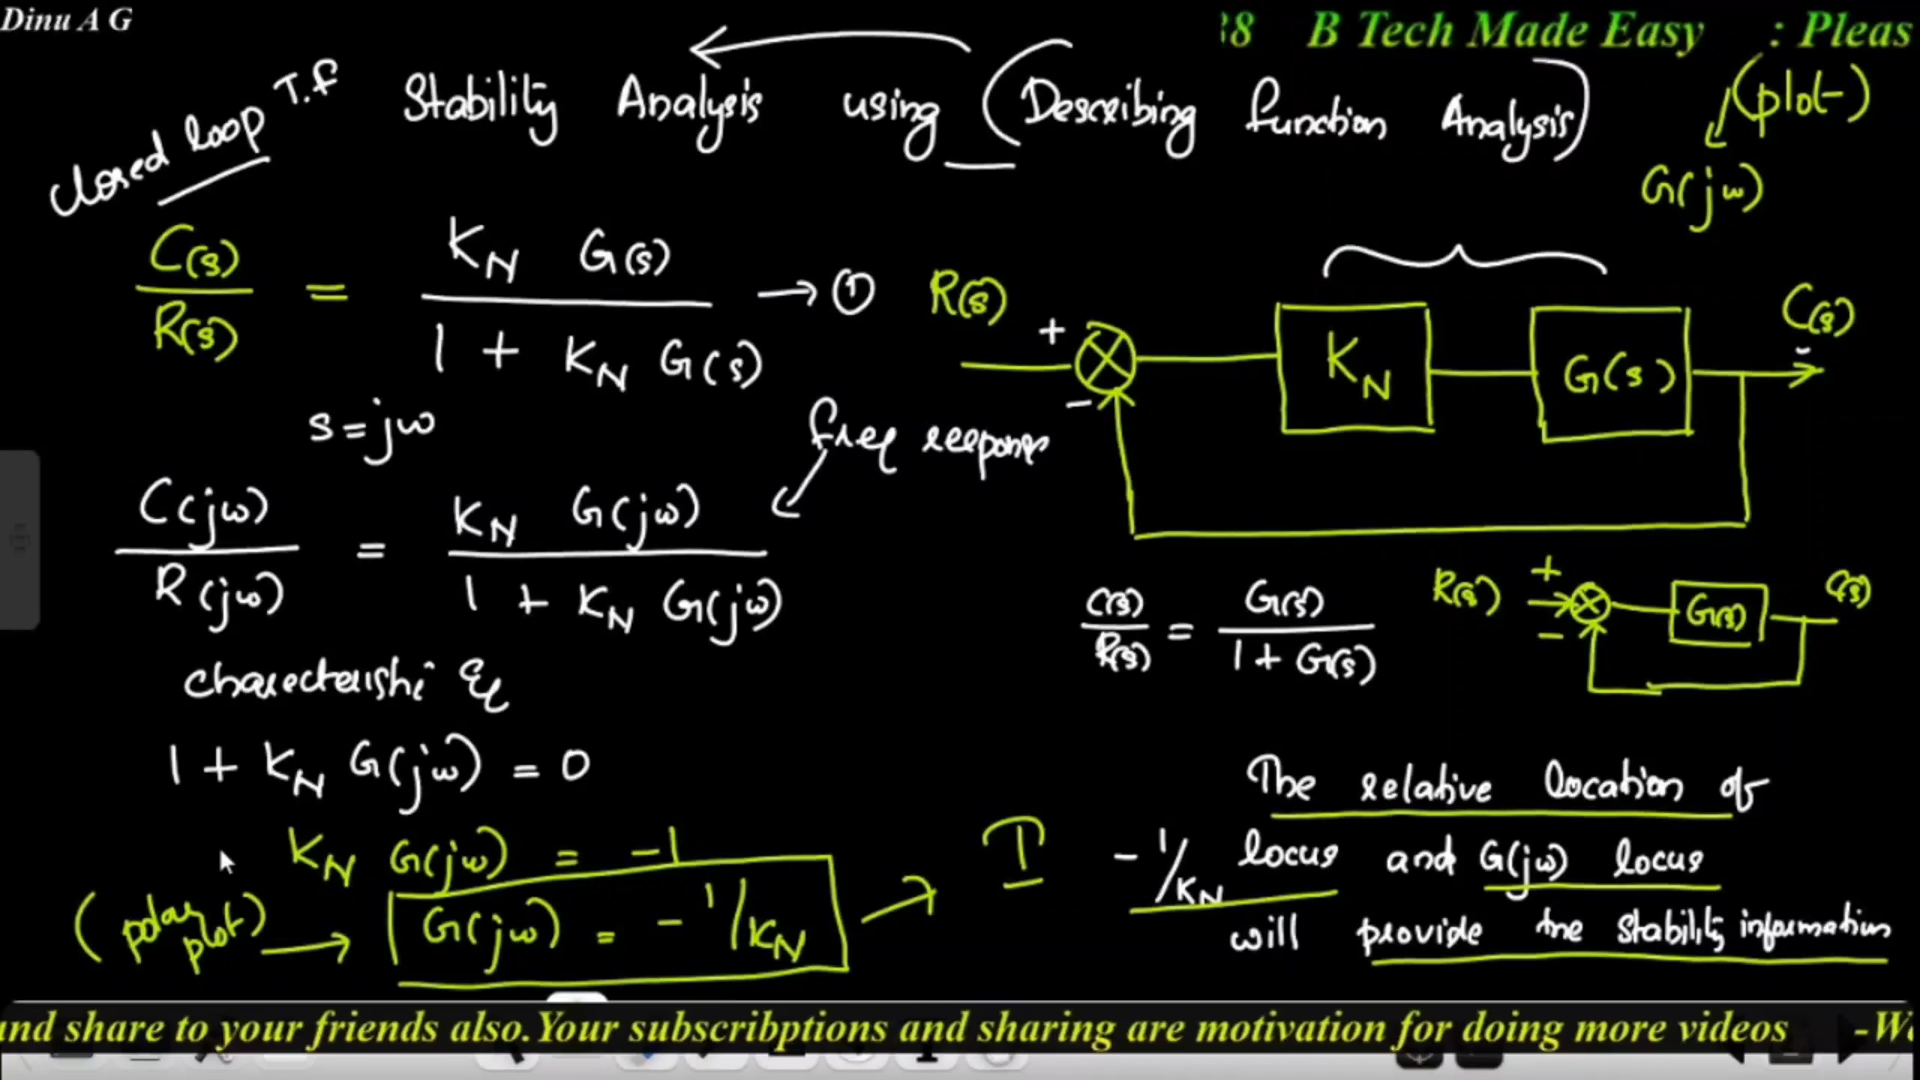 Dinu A G
38 B Tech Made Easy : Pleas
closed loop T.f
Stability Analysis using (Describing function Analysis)
(plot)
G(jω)
C(s)/R(s) = K_N G(s) / 1 + K_N G(s) → ①
R(s) + - K_N G(s) C(s)
s = jω
freq response
C(jω)/R(jω) = K_N G(jω) / 1 + K_N G(jω)
C(s)/R(s) = G(s) / 1 + G(s)
R(s) + - G(s) C(s)
charecteristic Eq
1 + K_N G(jω) = 0
K_N G(jω) = -1
(polar plot) → G(jω) = -1/K_N → I
The relative location of
-1/K_N locus and G(jω) locus
will provide the stability information
and share to your friends also. Your subscribptions and sharing are motivation for doing more videos -We